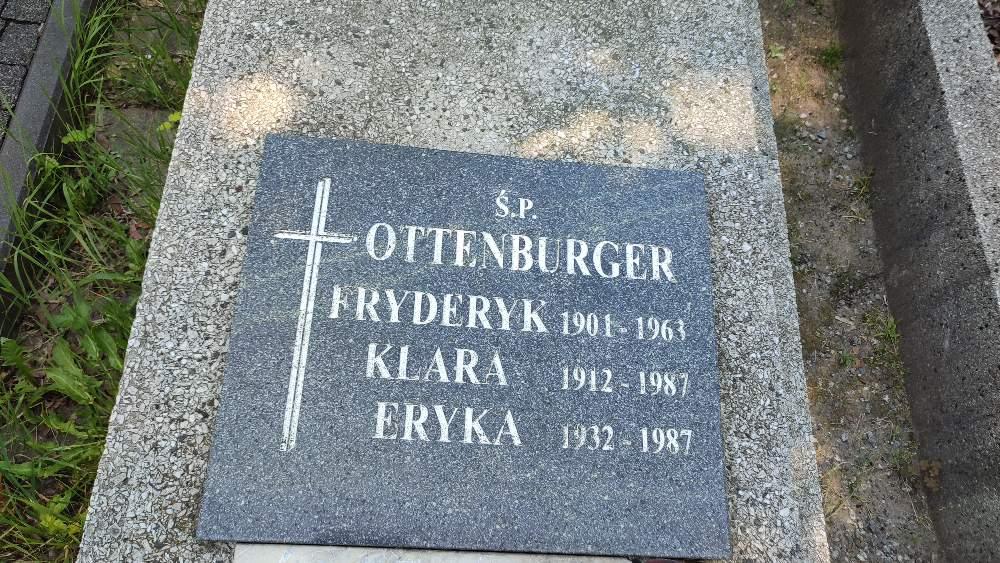 Ś.P.
OTTENBURGER
FRYDERYK 1901 - 1963
KLARA 1912 - 1987
ERYKA 1932 - 1987